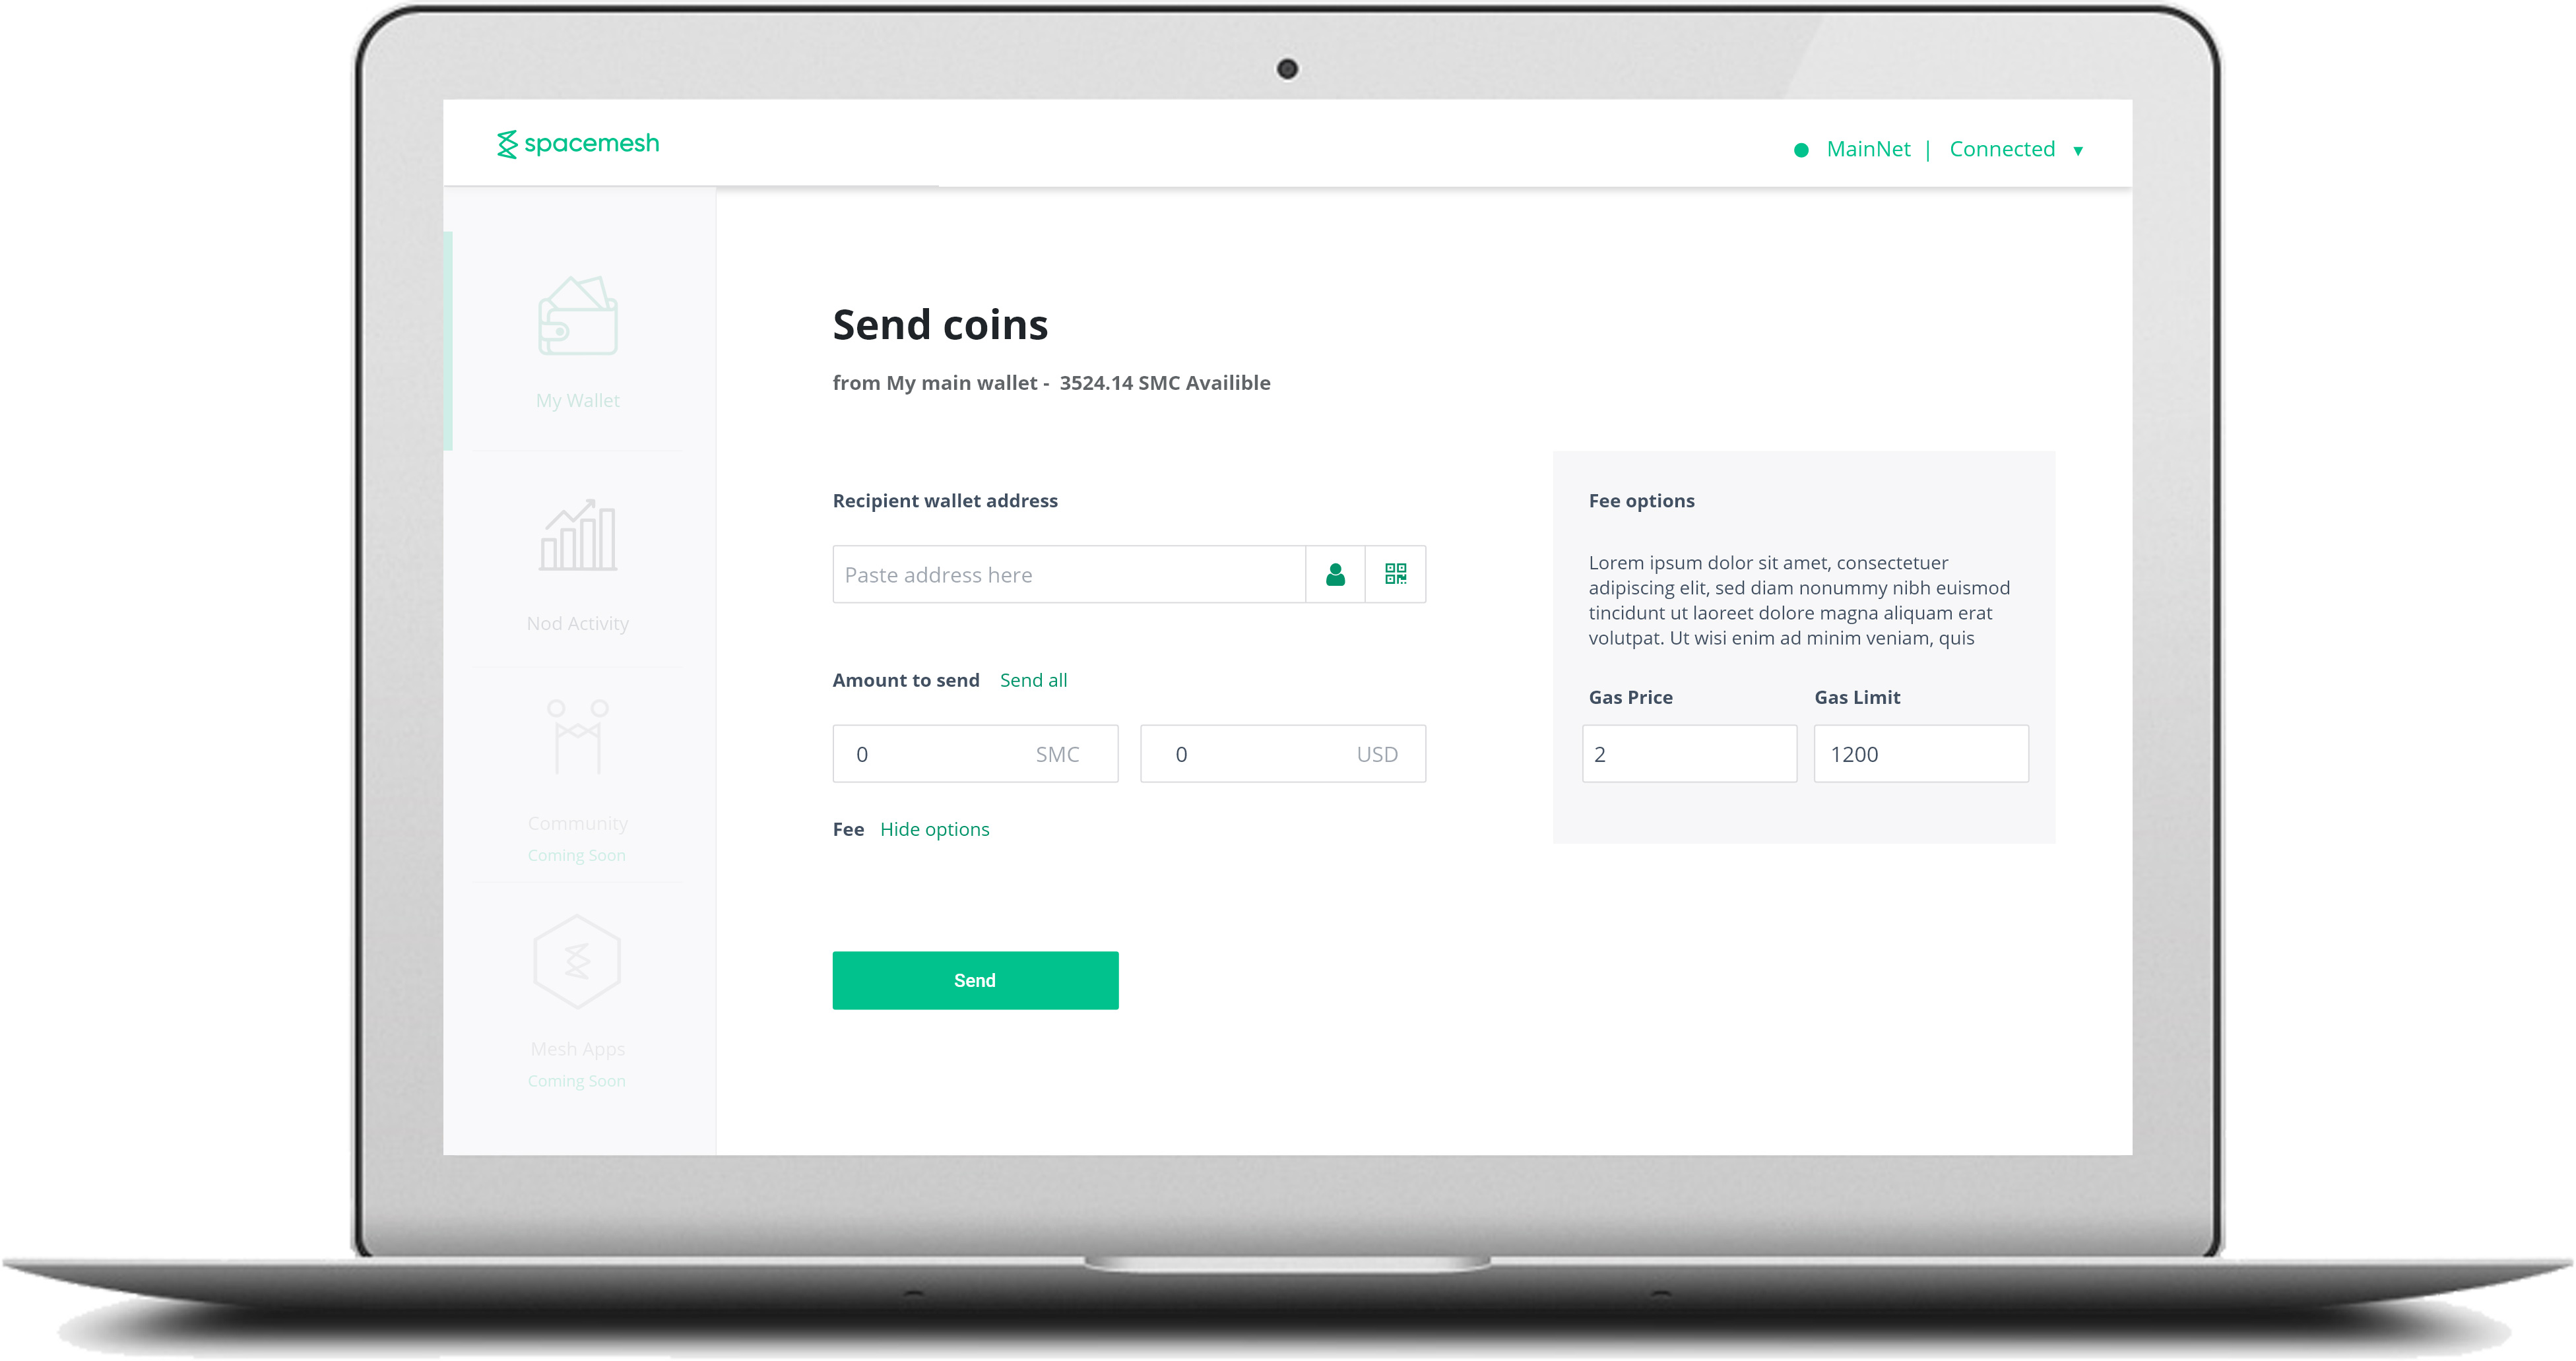 spacemesh
MainNet | Connected ▾
My Wallet
Nod Activity
Community
Coming Soon
Mesh Apps
Coming Soon
Send coins
from My main wallet - 3524.14 SMC Availible
Recipient wallet address
Paste address here
Amount to send Send all
0 SMC 0 USD
Fee Hide options
Send
Fee options
Lorem ipsum dolor sit amet, consectetuer
adipiscing elit, sed diam nonummy nibh euismod
tincidunt ut laoreet dolore magna aliquam erat
volutpat. Ut wisi enim ad minim veniam, quis
Gas Price Gas Limit
2 1200